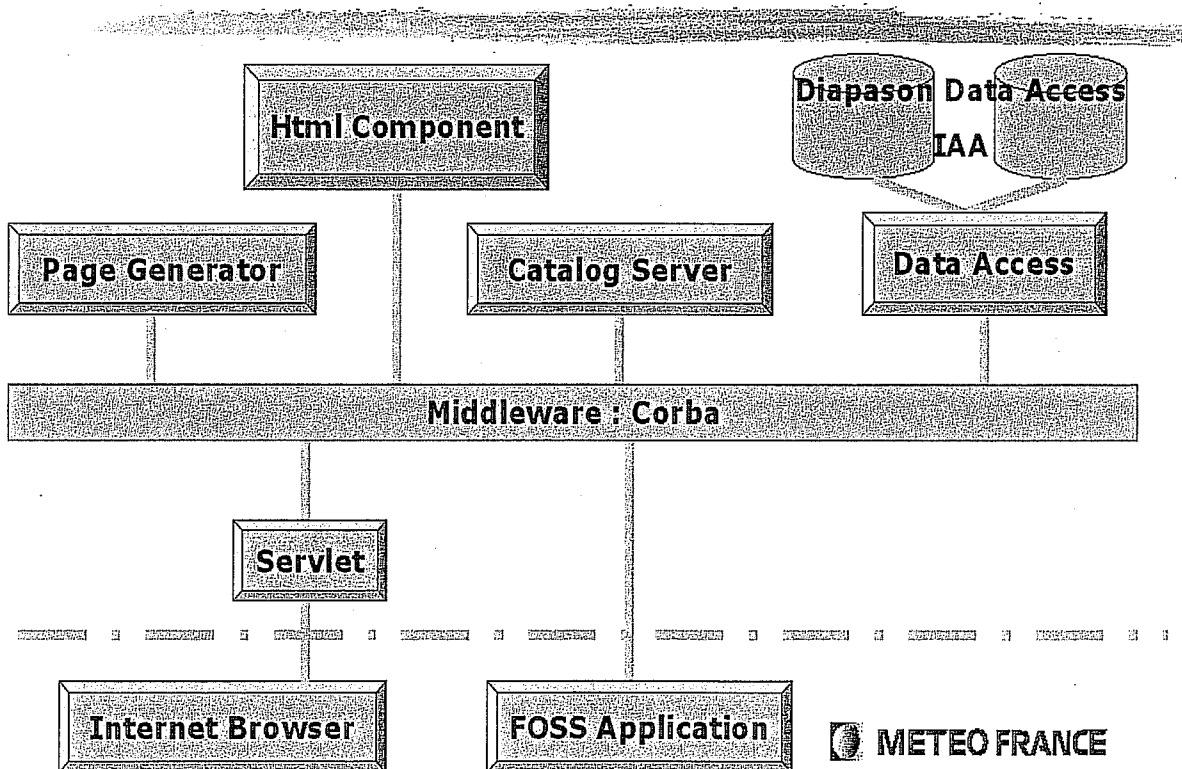 Html Component
Diapason Data Access
IAA
Page Generator
Catalog Server
Data Access
Middleware : Corba
Servlet
Internet Browser
FOSS Application
METEO FRANCE